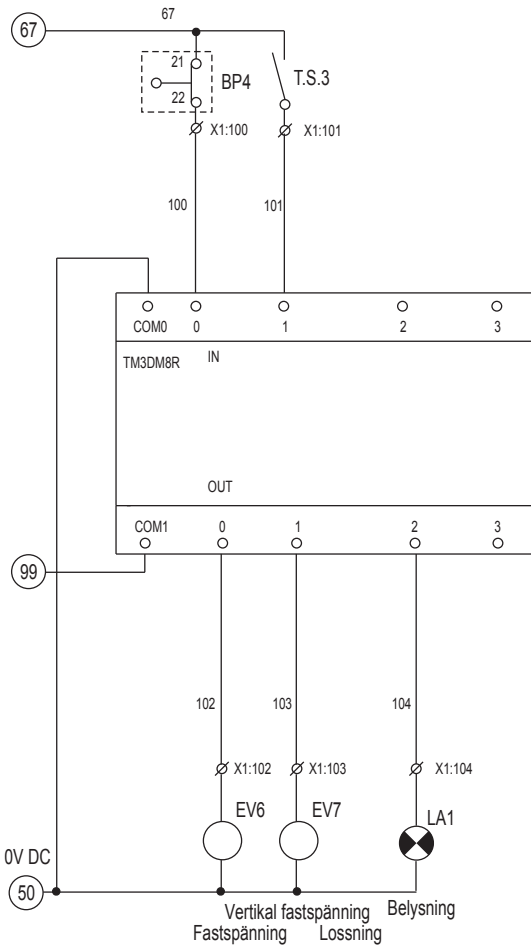 67
67
21
BP4
T.S.3
22
X1:100
X1:101
100
101
COM0 0 1 2 3
TM3DM8R
IN
OUT
COM1 0 1 2 3
99
102
103
104
X1:102
X1:103
X1:104
EV6
EV7
LA1
0V DC
50
Vertikal fastspänning
Belysning
Fastspänning
Lossning